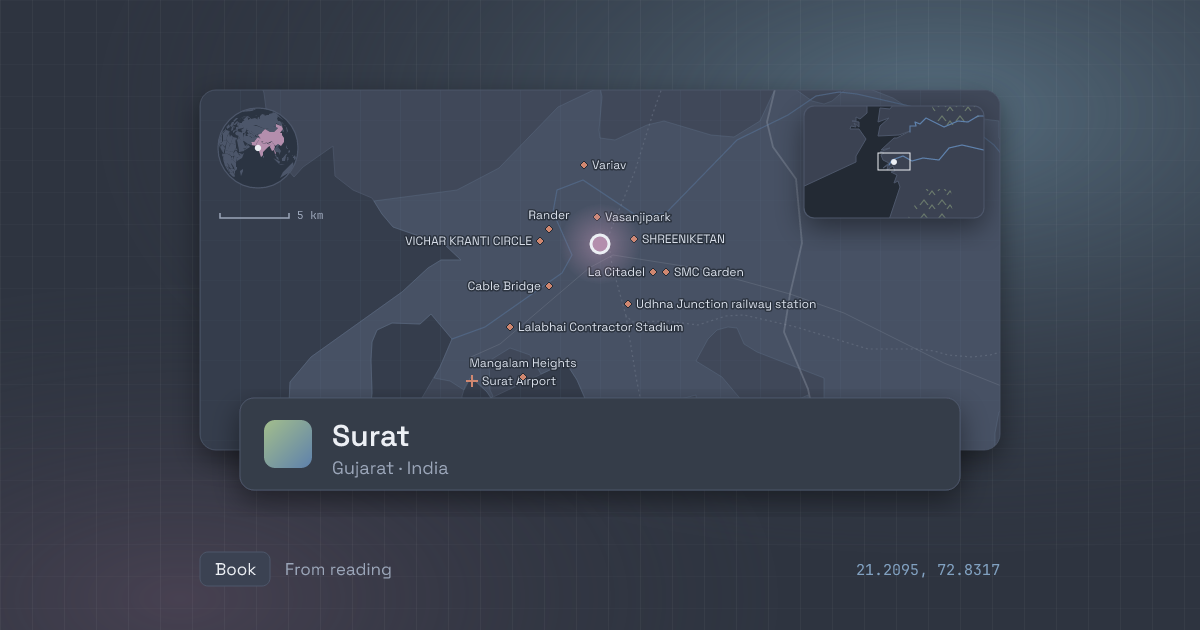 Variav
Rander
Vasanjipark
5 km
VICHAR KRANTI CIRCLE
SHREENIKETAN
La Citadel
SMC Garden
Cable Bridge
Udhna Junction railway station
Lalabhai Contractor Stadium
Mangalam Heights
Surat Airport
Surat
Gujarat · India
Book
From reading
21.2095, 72.8317